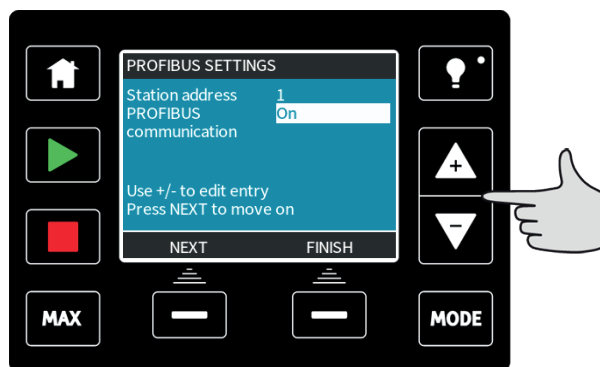 PROFIBUS SETTINGS
Station address 1
PROFIBUS On
communication
+
Use +/- to edit entry
Press NEXT to move on
-
NEXT FINISH
MAX MODE